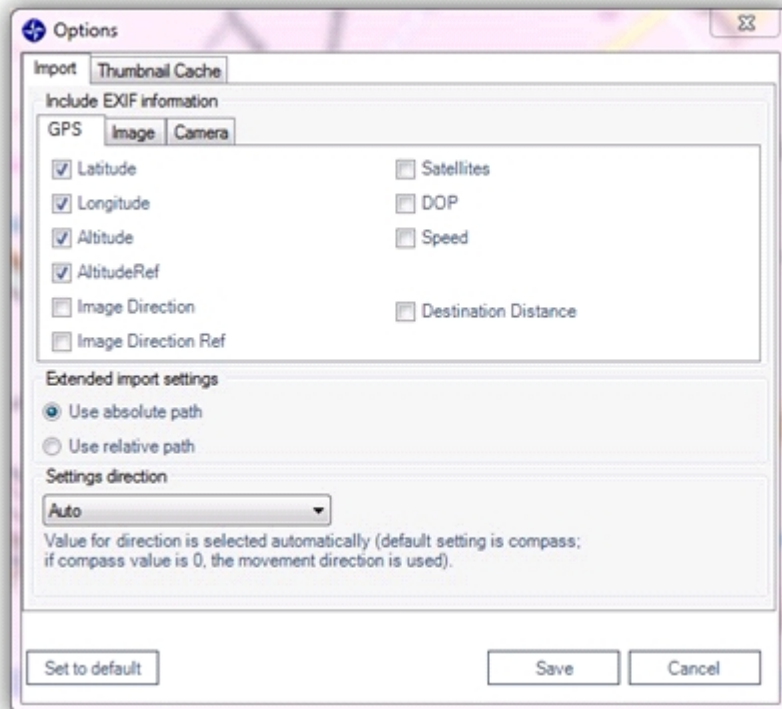 Options
Import Thumbnail Cache
Include EXIF information
GPS Image Camera
Latitude Satellites
Longitude DOP
Altitude Speed
AltitudeRef
Image Direction Destination Distance
Image Direction Ref
Extended import settings
Use absolute path
Use relative path
Settings direction
Auto
Value for direction is selected automatically (default setting is compass;
if compass value is 0, the movement direction is used).
Set to default Save Cancel